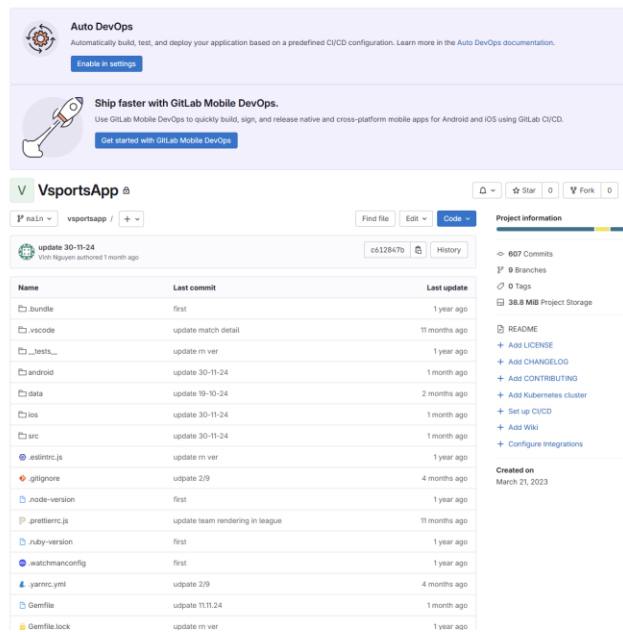 Auto DevOps
Automatically build, test, and deploy your application based on a predefined CI/CD configuration. Learn more in the Auto DevOps documentation.
Enable in settings
Ship faster with GitLab Mobile DevOps.
Use GitLab Mobile DevOps to quickly build, sign, and release native and cross-platform mobile apps for Android and iOS using GitLab CI/CD.
Get started with GitLab Mobile DevOps
V VsportsApp
Star 0 Fork 0
main vsportsapp / +
Find file Edit Code
Project information
update 30-11-24
Vinh Nguyen authored 1 month ago
c612847b History
607 Commits
9 Branches
0 Tags
38.8 MiB Project Storage
README
+ Add LICENSE
+ Add CHANGELOG
+ Add CONTRIBUTING
+ Add Kubernetes cluster
+ Set up CI/CD
+ Add Wiki
+ Configure Integrations
Created on
March 21, 2023
Name Last commit Last update
.bundle first 1 year ago
.vscode update match detail 11 months ago
__tests__ update rn ver 1 year ago
android update 30-11-24 1 month ago
data update 19-10-24 2 months ago
ios update 30-11-24 1 month ago
src update 30-11-24 1 month ago
.eslintrc.js update rn ver 1 year ago
.gitignore udpate 2/9 4 months ago
.node-version first 1 year ago
.prettierrc.js update team rendering in league 11 months ago
.ruby-version first 1 year ago
.watchmanconfig first 1 year ago
.yarnrc.yml udpate 2/9 4 months ago
Gemfile udpate 11.11.24 1 month ago
Gemfile.lock update rn ver 1 year ago